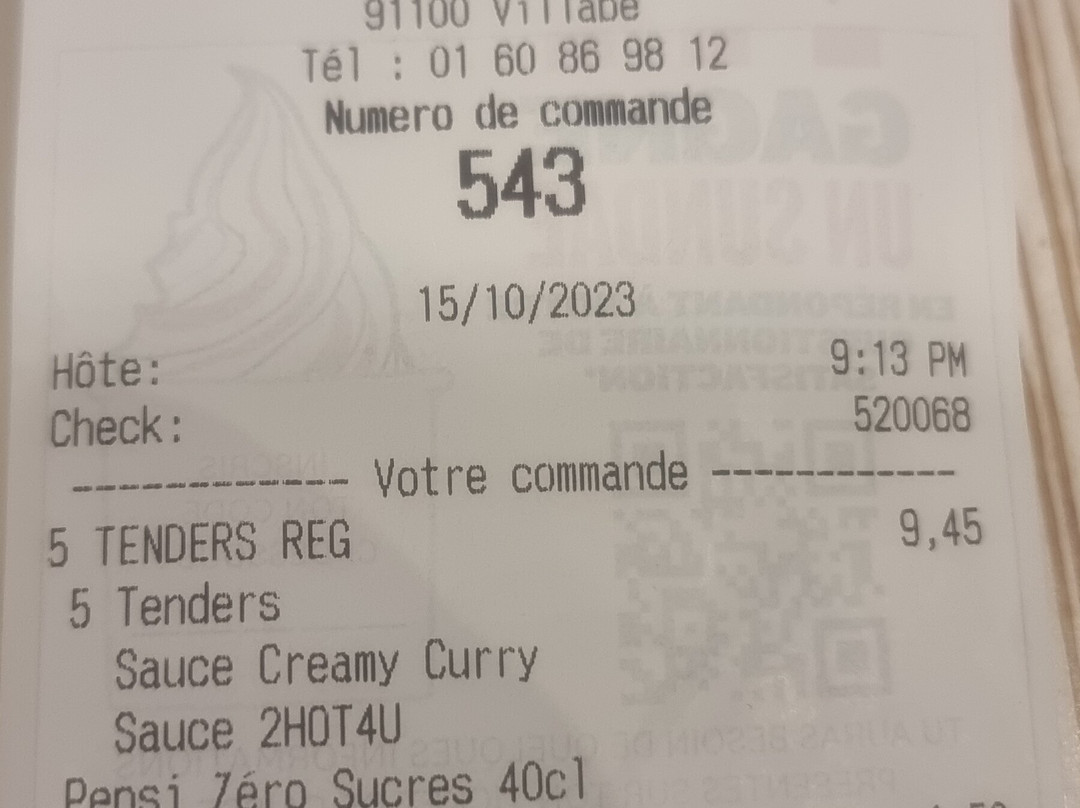 91100 Villabé
Tél : 01 60 86 98 12
Numero de commande
543
15/10/2023
Hôte: 9:13 PM
Check: 520068
------------- Votre commande -------------
5 TENDERS REG 9,45
5 Tenders
Sauce Creamy Curry
Sauce 2HOT4U
Pepsi Zéro Sucres 40cl